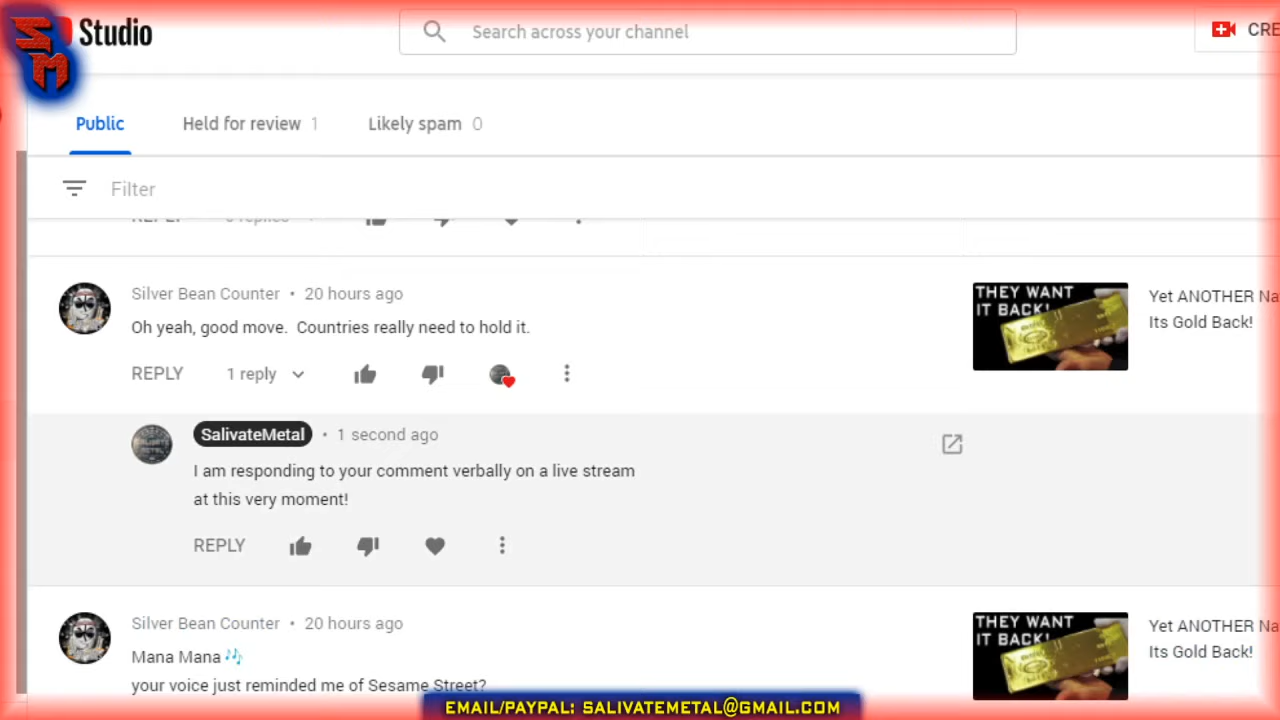 SM
Studio
Search across your channel
CRE
Public
Held for review 1
Likely spam 0
Filter
REPLY
Silver Bean Counter • 20 hours ago
Oh yeah, good move. Countries really need to hold it.
REPLY
1 reply
THEY WANT
IT BACK!
Yet ANOTHER Na
Its Gold Back!
SalivateMetal • 1 second ago
I am responding to your comment verbally on a live stream
at this very moment!
REPLY
Silver Bean Counter • 20 hours ago
Mana Mana
your voice just reminded me of Sesame Street?
THEY WANT
IT BACK!
Yet ANOTHER Na
Its Gold Back!
EMAIL/PAYPAL: SALIVATEMETAL@GMAIL.COM